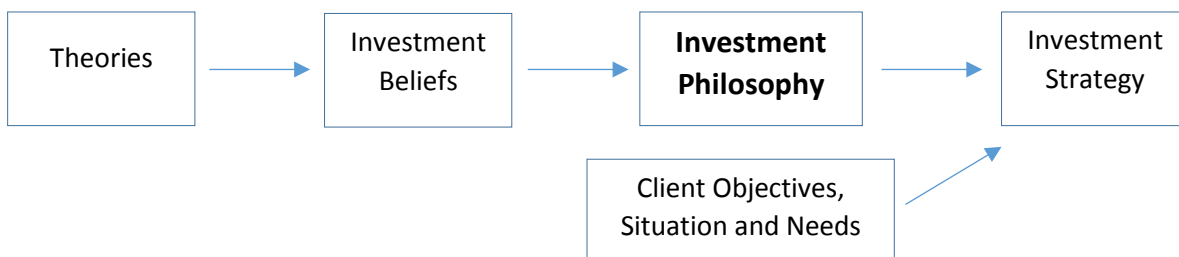 Theories
Investment
Beliefs
Investment
Philosophy
Investment
Strategy
Client Objectives,
Situation and Needs